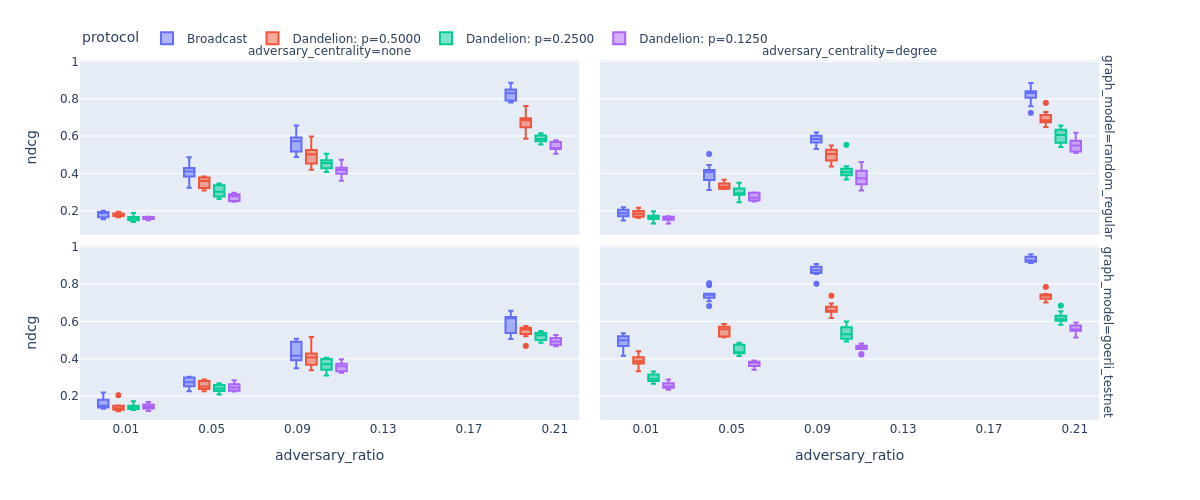 protocol Broadcast Dandelion: p=0.5000 Dandelion: p=0.2500 Dandelion: p=0.1250
adversary_centrality=none adversary_centrality=degree
1
0.8
0.6
0.4
0.2
ndcg
graph_model=random_regular
1
0.8
0.6
0.4
0.2
ndcg
graph_model=goerli_testnet
0.01 0.05 0.09 0.13 0.17 0.21 0.01 0.05 0.09 0.13 0.17 0.21
adversary_ratio adversary_ratio